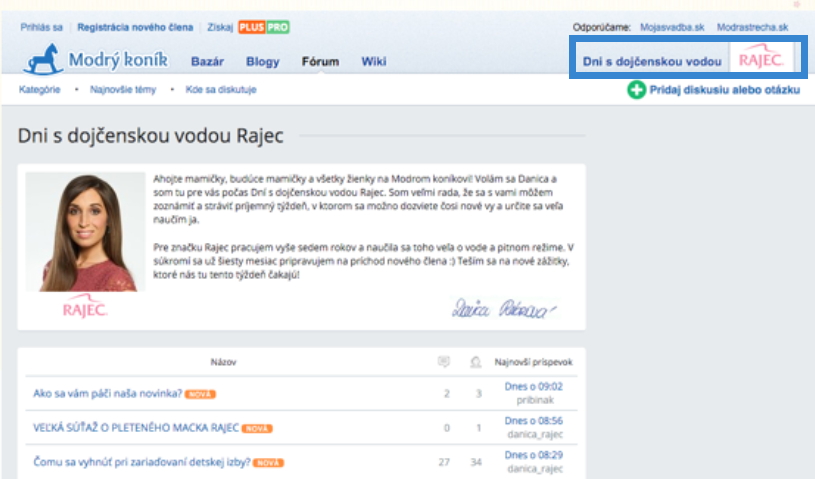 Prihlás sa Registrácia nového člena Získaj PLUS PRO
Odporúčame: Mojasvadba.sk Modrastrecha.sk
Modrý koník Bazár Blogy Fórum Wiki
Dni s dojčenskou vodou RAJEC
Kategórie • Najnovšie témy • Kde sa diskutuje
Pridaj diskusiu alebo otázku
Dni s dojčenskou vodou Rajec
Ahojte mamičky, budúce mamičky a všetky žienky na Modrom koníkovi! Volám sa Danica a
som tu pre vás počas Dní s dojčenskou vodou Rajec. Som veľmi rada, že sa s vami môžem
zoznámiť a stráviť príjemný týždeň, v ktorom sa možno dozviete čosi nové vy a určite sa veľa
naučím ja.
Pre značku Rajec pracujem vyše sedem rokov a naučila sa toho veľa o vode a pitnom režime. V
súkromí sa už šiesty mesiac pripravujem na príchod nového člena :) Teším sa na nové zážitky,
ktoré nás tu tento týždeň čakajú!
RAJEC
Danica
Názov Najnovší príspevok
Ako sa vám páči naša novinka? NOVÁ 2 3 Dnes o 09:02
pribinak
VEĽKÁ SÚŤAŽ O PLETENÉHO MACKA RAJEC NOVÁ 0 1 Dnes o 08:56
danica_rajec
Čomu sa vyhnúť pri zariaďovaní detskej izby? NOVÁ 27 34 Dnes o 08:29
danica_rajec